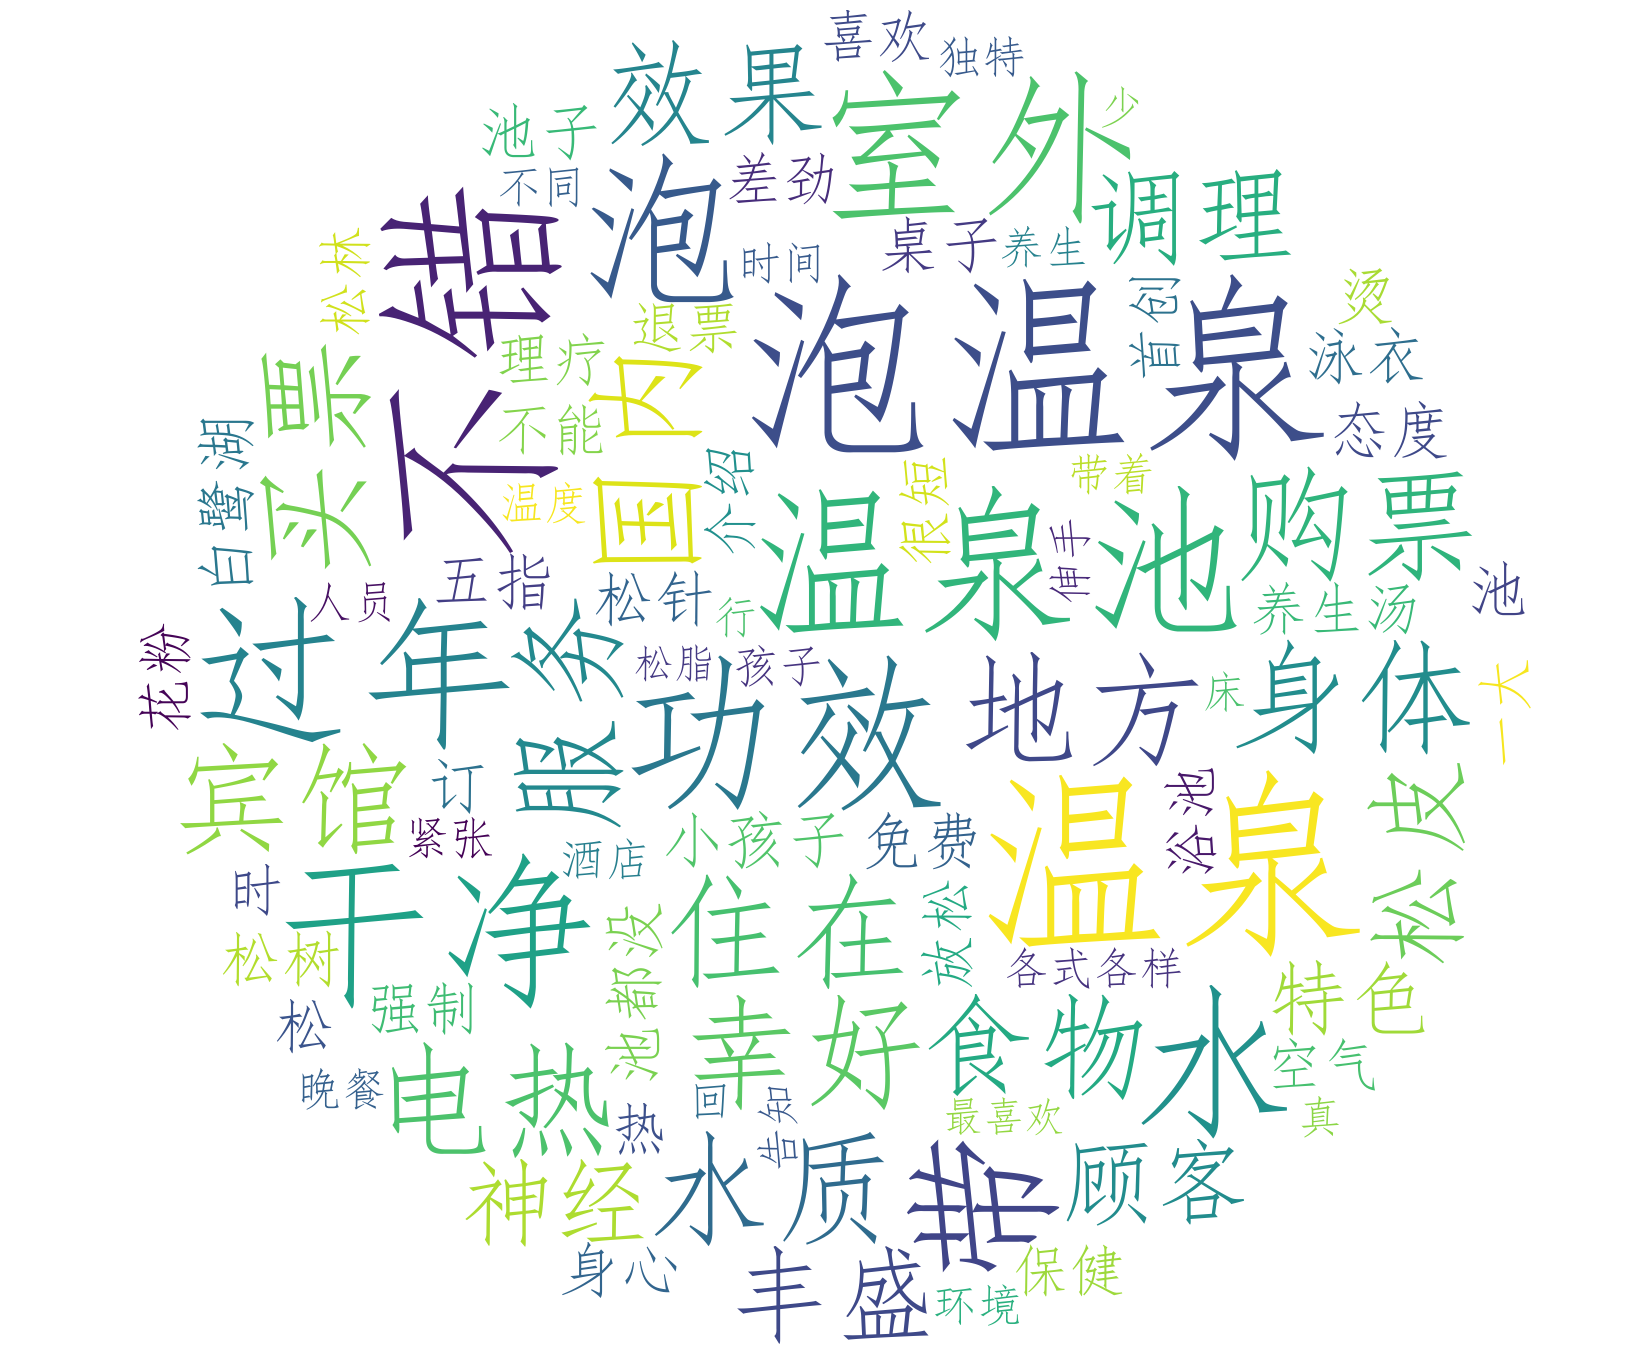 喜欢
独特
效果
室外
少
池子
泡
差劲
不同
调理
不错
松林
时间
桌子
养生
泡温泉
首创
烫
退票
理疗
国内
泳衣
买票
不能
态度
白鹭湖
温度
介绍
很短
带着
温泉池
购票
五指
松针
伸手
人员
行
养生汤
池
过年
服务
花粉
松脂
孩子
功效
地方
床
身体
一大
宾馆
订
紧张
酒店
小孩子
免费
温泉
浴池
松皮
时
干净
池都没
住在
放松
各式各样
松树
强制
松
特色
幸好
食物
水
空气
电热
晚餐
热
回
告知
最喜欢
真
神经
水质
带
顾客
身心
丰盛
环境
保健